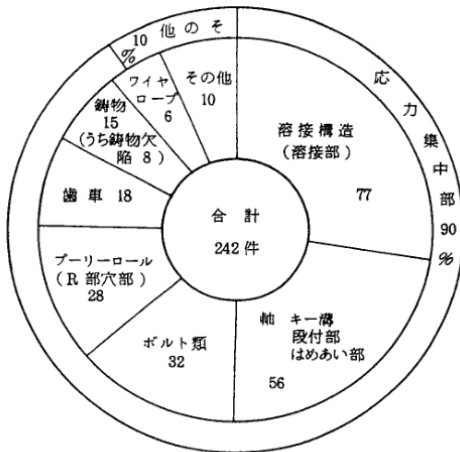 応力集中部90%
その他10%
溶接構造
(溶接部)
77
軸 キー溝
段付部
はめあい部
56
ボルト類
32
プーリーロール
(R部穴部)
28
歯車 18
鋳物
15
(うち鋳物欠
陥 8)
ワイヤ
ロープ
6
その他
10
合計
242件